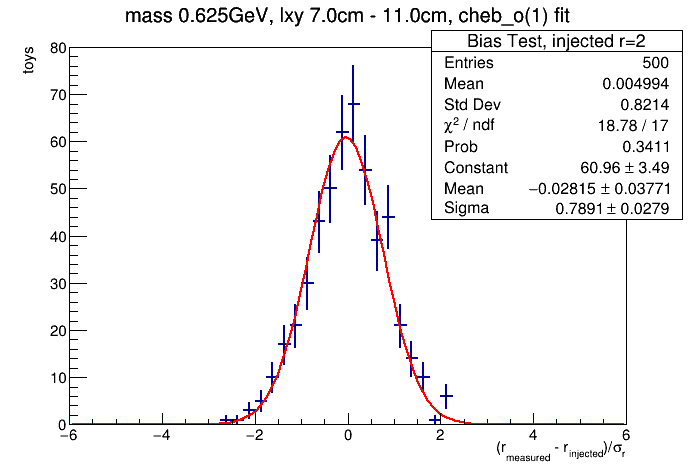 mass 0.625GeV, lxy 7.0cm - 11.0cm, cheb_o(1) fit
Bias Test, injected r=2
Entries 500
Mean 0.004994
Std Dev 0.8214
χ² / ndf 18.78 / 17
Prob 0.3411
Constant 60.96 ± 3.49
Mean −0.02815 ± 0.03771
Sigma 0.7891 ± 0.0279
toys
80
70
60
50
40
30
20
10
0
−6 −4 −2 0 2 4 6
(r_measured - r_injected)/σ_r